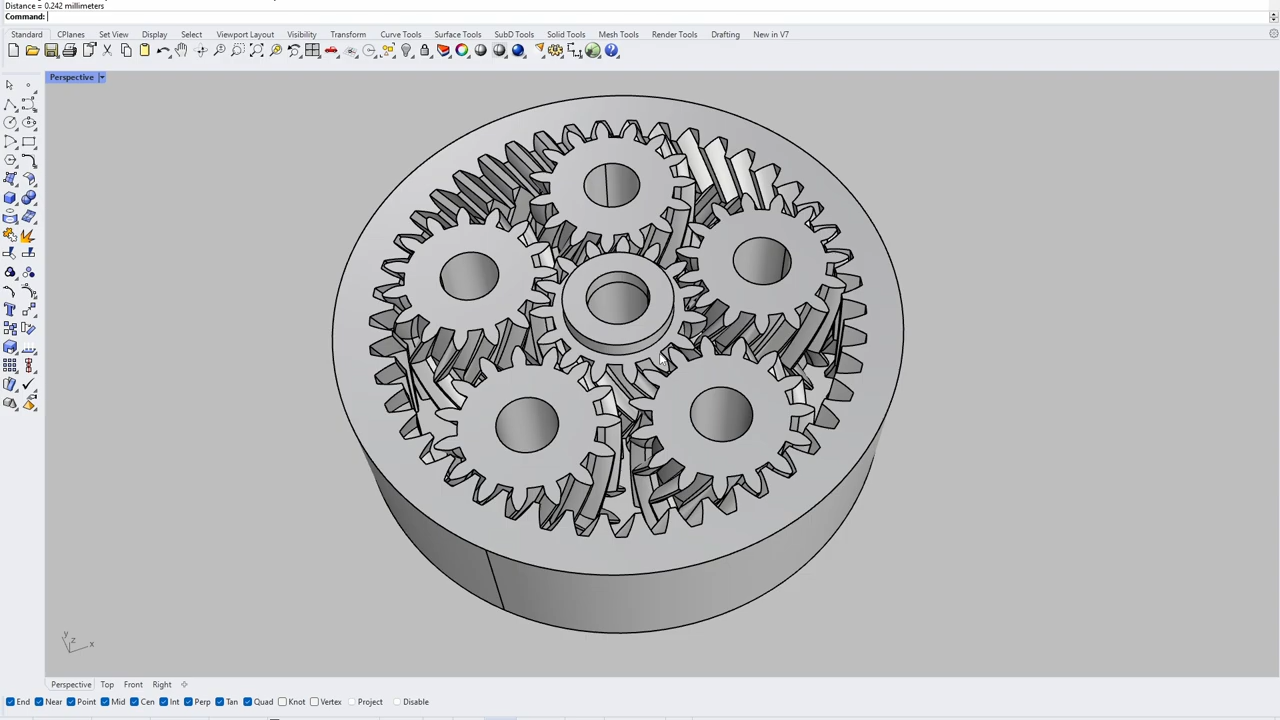 Distance = 0.242 millimeters
Command:
Standard CPlanes Set View Display Select Viewport Layout Visibility Transform Curve Tools Surface Tools SubD Tools Solid Tools Mesh Tools Render Tools Drafting New in V7
Perspective
y
z
x
Perspective Top Front Right
End Near Point Mid Cen Int Perp Tan Quad Knot Vertex Project Disable